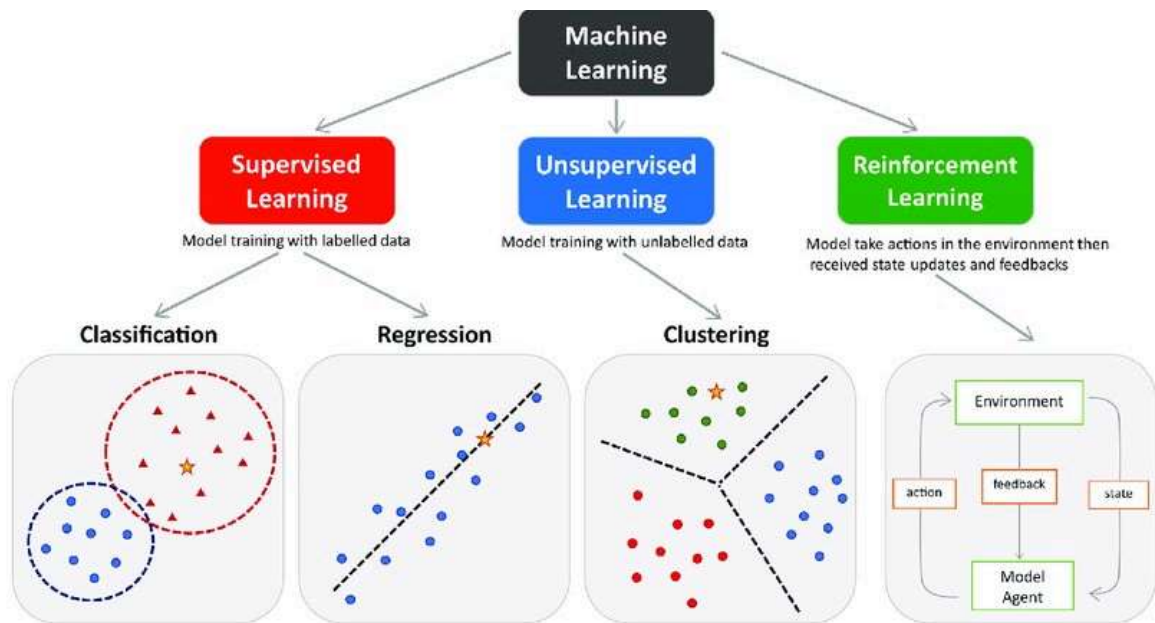 Machine
Learning
Supervised
Learning
Unsupervised
Learning
Reinforcement
Learning
Model training with labelled data
Model training with unlabelled data
Model take actions in the environment then
received state updates and feedbacks
Classification
Regression
Clustering
Environment
action
feedback
state
Model
Agent